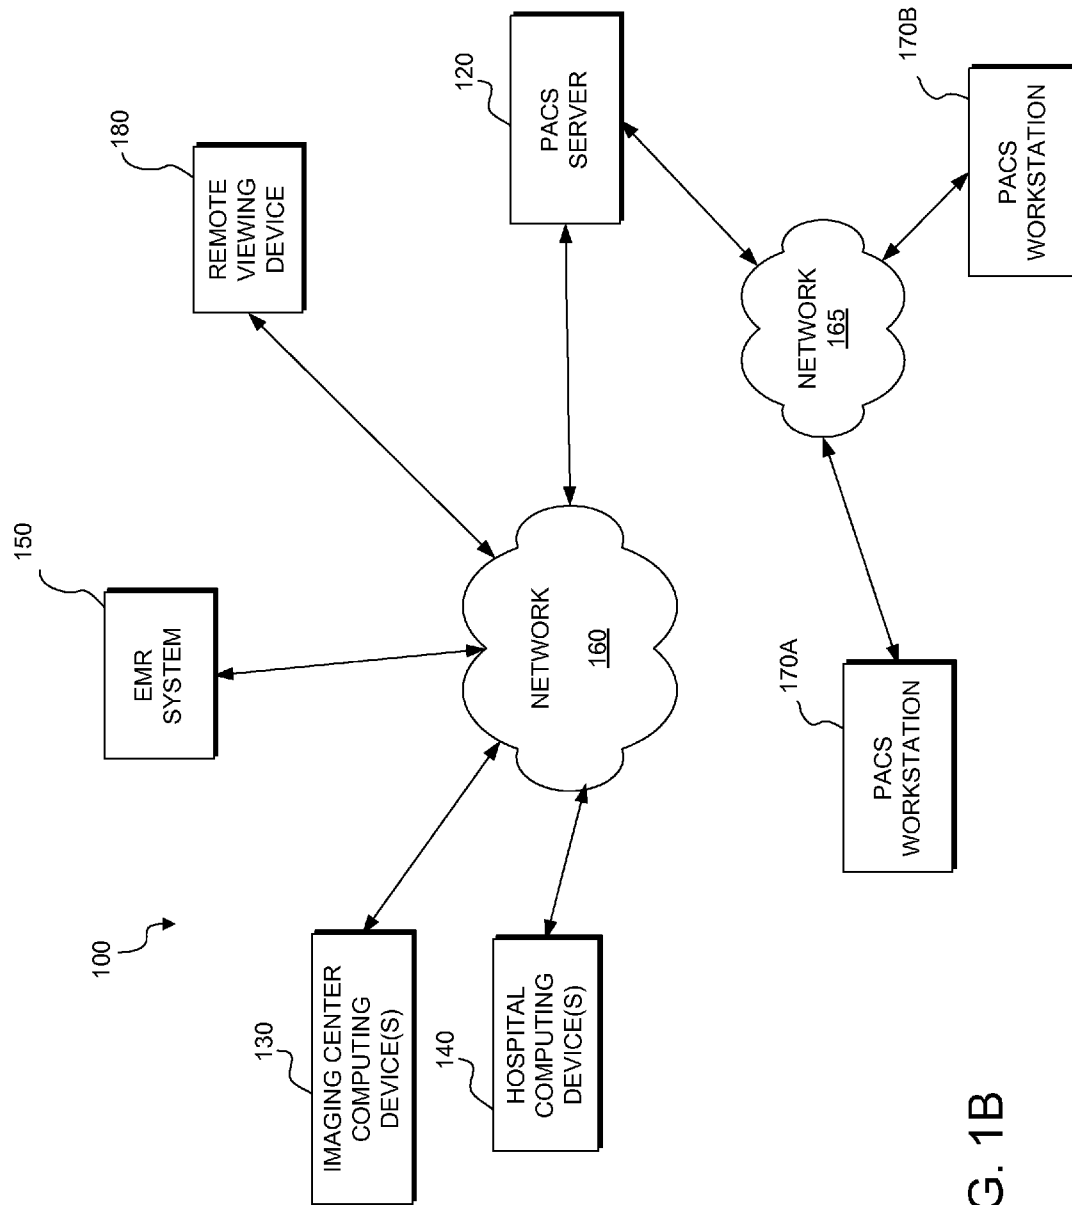 100
150
EMR
SYSTEM
180
REMOTE
VIEWING
DEVICE
130
IMAGING CENTER
COMPUTING
DEVICE(S)
140
HOSPITAL
COMPUTING
DEVICE(S)
NETWORK
160
120
PACS
SERVER
NETWORK
165
170A
PACS
WORKSTATION
170B
PACS
WORKSTATION
G. 1B